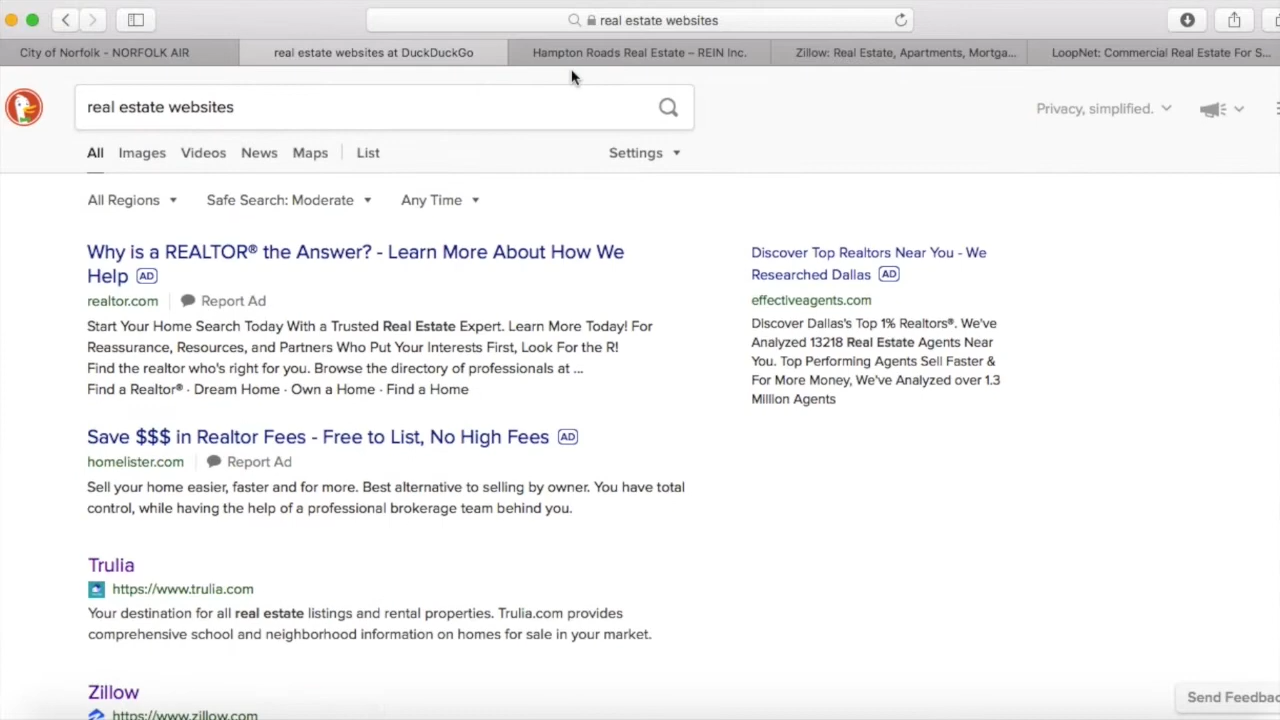 real estate websites
City of Norfolk - NORFOLK AIR
real estate websites at DuckDuckGo
Hampton Roads Real Estate – REIN Inc.
Zillow: Real Estate, Apartments, Mortga...
LoopNet: Commercial Real Estate For S...
real estate websites
Privacy, simplified.
All Images Videos News Maps List
Settings
All Regions
Safe Search: Moderate
Any Time
Why is a REALTOR® the Answer? - Learn More About How We
Help AD
realtor.com Report Ad
Start Your Home Search Today With a Trusted Real Estate Expert. Learn More Today! For
Reassurance, Resources, and Partners Who Put Your Interests First, Look For the R!
Find the realtor who's right for you. Browse the directory of professionals at ...
Find a Realtor® · Dream Home · Own a Home · Find a Home
Save $$$ in Realtor Fees - Free to List, No High Fees AD
homelister.com Report Ad
Sell your home easier, faster and for more. Best alternative to selling by owner. You have total
control, while having the help of a professional brokerage team behind you.
Trulia
https://www.trulia.com
Your destination for all real estate listings and rental properties. Trulia.com provides
comprehensive school and neighborhood information on homes for sale in your market.
Zillow
https://www.zillow.com
Discover Top Realtors Near You - We
Researched Dallas AD
effectiveagents.com
Discover Dallas's Top 1% Realtors®. We've
Analyzed 13218 Real Estate Agents Near
You. Top Performing Agents Sell Faster &
For More Money, We've Analyzed over 1.3
Million Agents
Send Feedbac